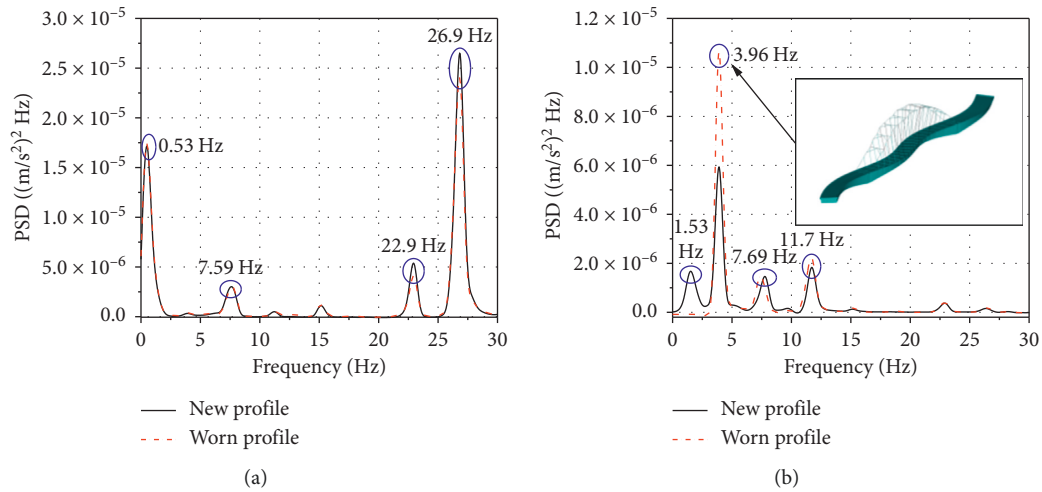 3.0 × 10⁻⁵
2.5 × 10⁻⁵
2.0 × 10⁻⁵
1.5 × 10⁻⁵
1.0 × 10⁻⁵
5.0 × 10⁻⁶
0.0
PSD ((m/s²)² Hz)
0.53 Hz
7.59 Hz
22.9 Hz
26.9 Hz
0 5 10 15 20 25 30
Frequency (Hz)
New profile
Worn profile
(a)
1.2 × 10⁻⁵
1.0 × 10⁻⁵
8.0 × 10⁻⁶
6.0 × 10⁻⁶
4.0 × 10⁻⁶
2.0 × 10⁻⁶
0.0
PSD ((m/s²)² Hz)
3.96 Hz
1.53
Hz
7.69 Hz
11.7 Hz
0 5 10 15 20 25 30
Frequency (Hz)
New profile
Worn profile
(b)